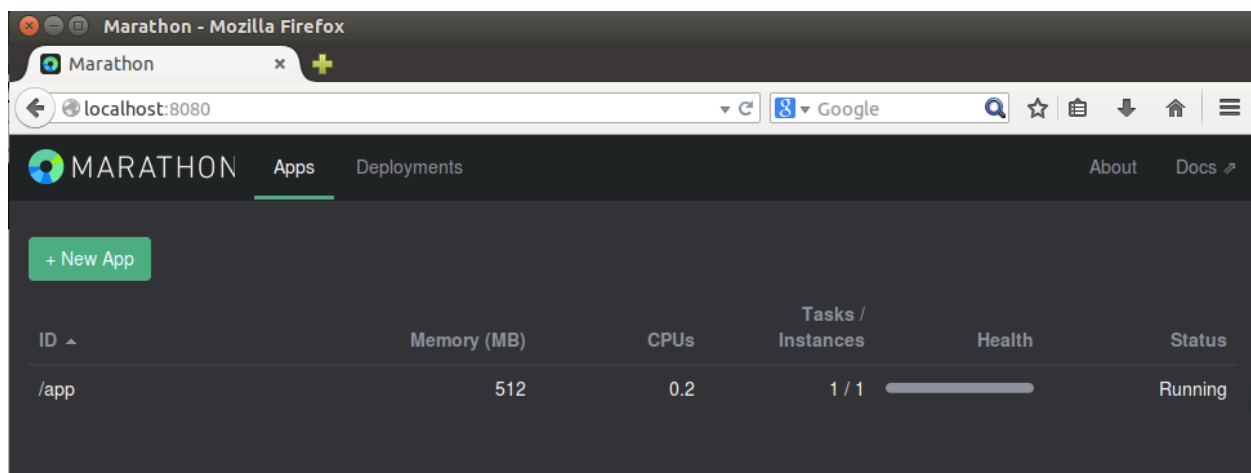 Marathon - Mozilla Firefox
Marathon
localhost:8080
Google
MARATHON Apps Deployments About Docs
+ New App
ID Memory (MB) CPUs Tasks / Instances Health Status
/app 512 0.2 1 / 1 Running